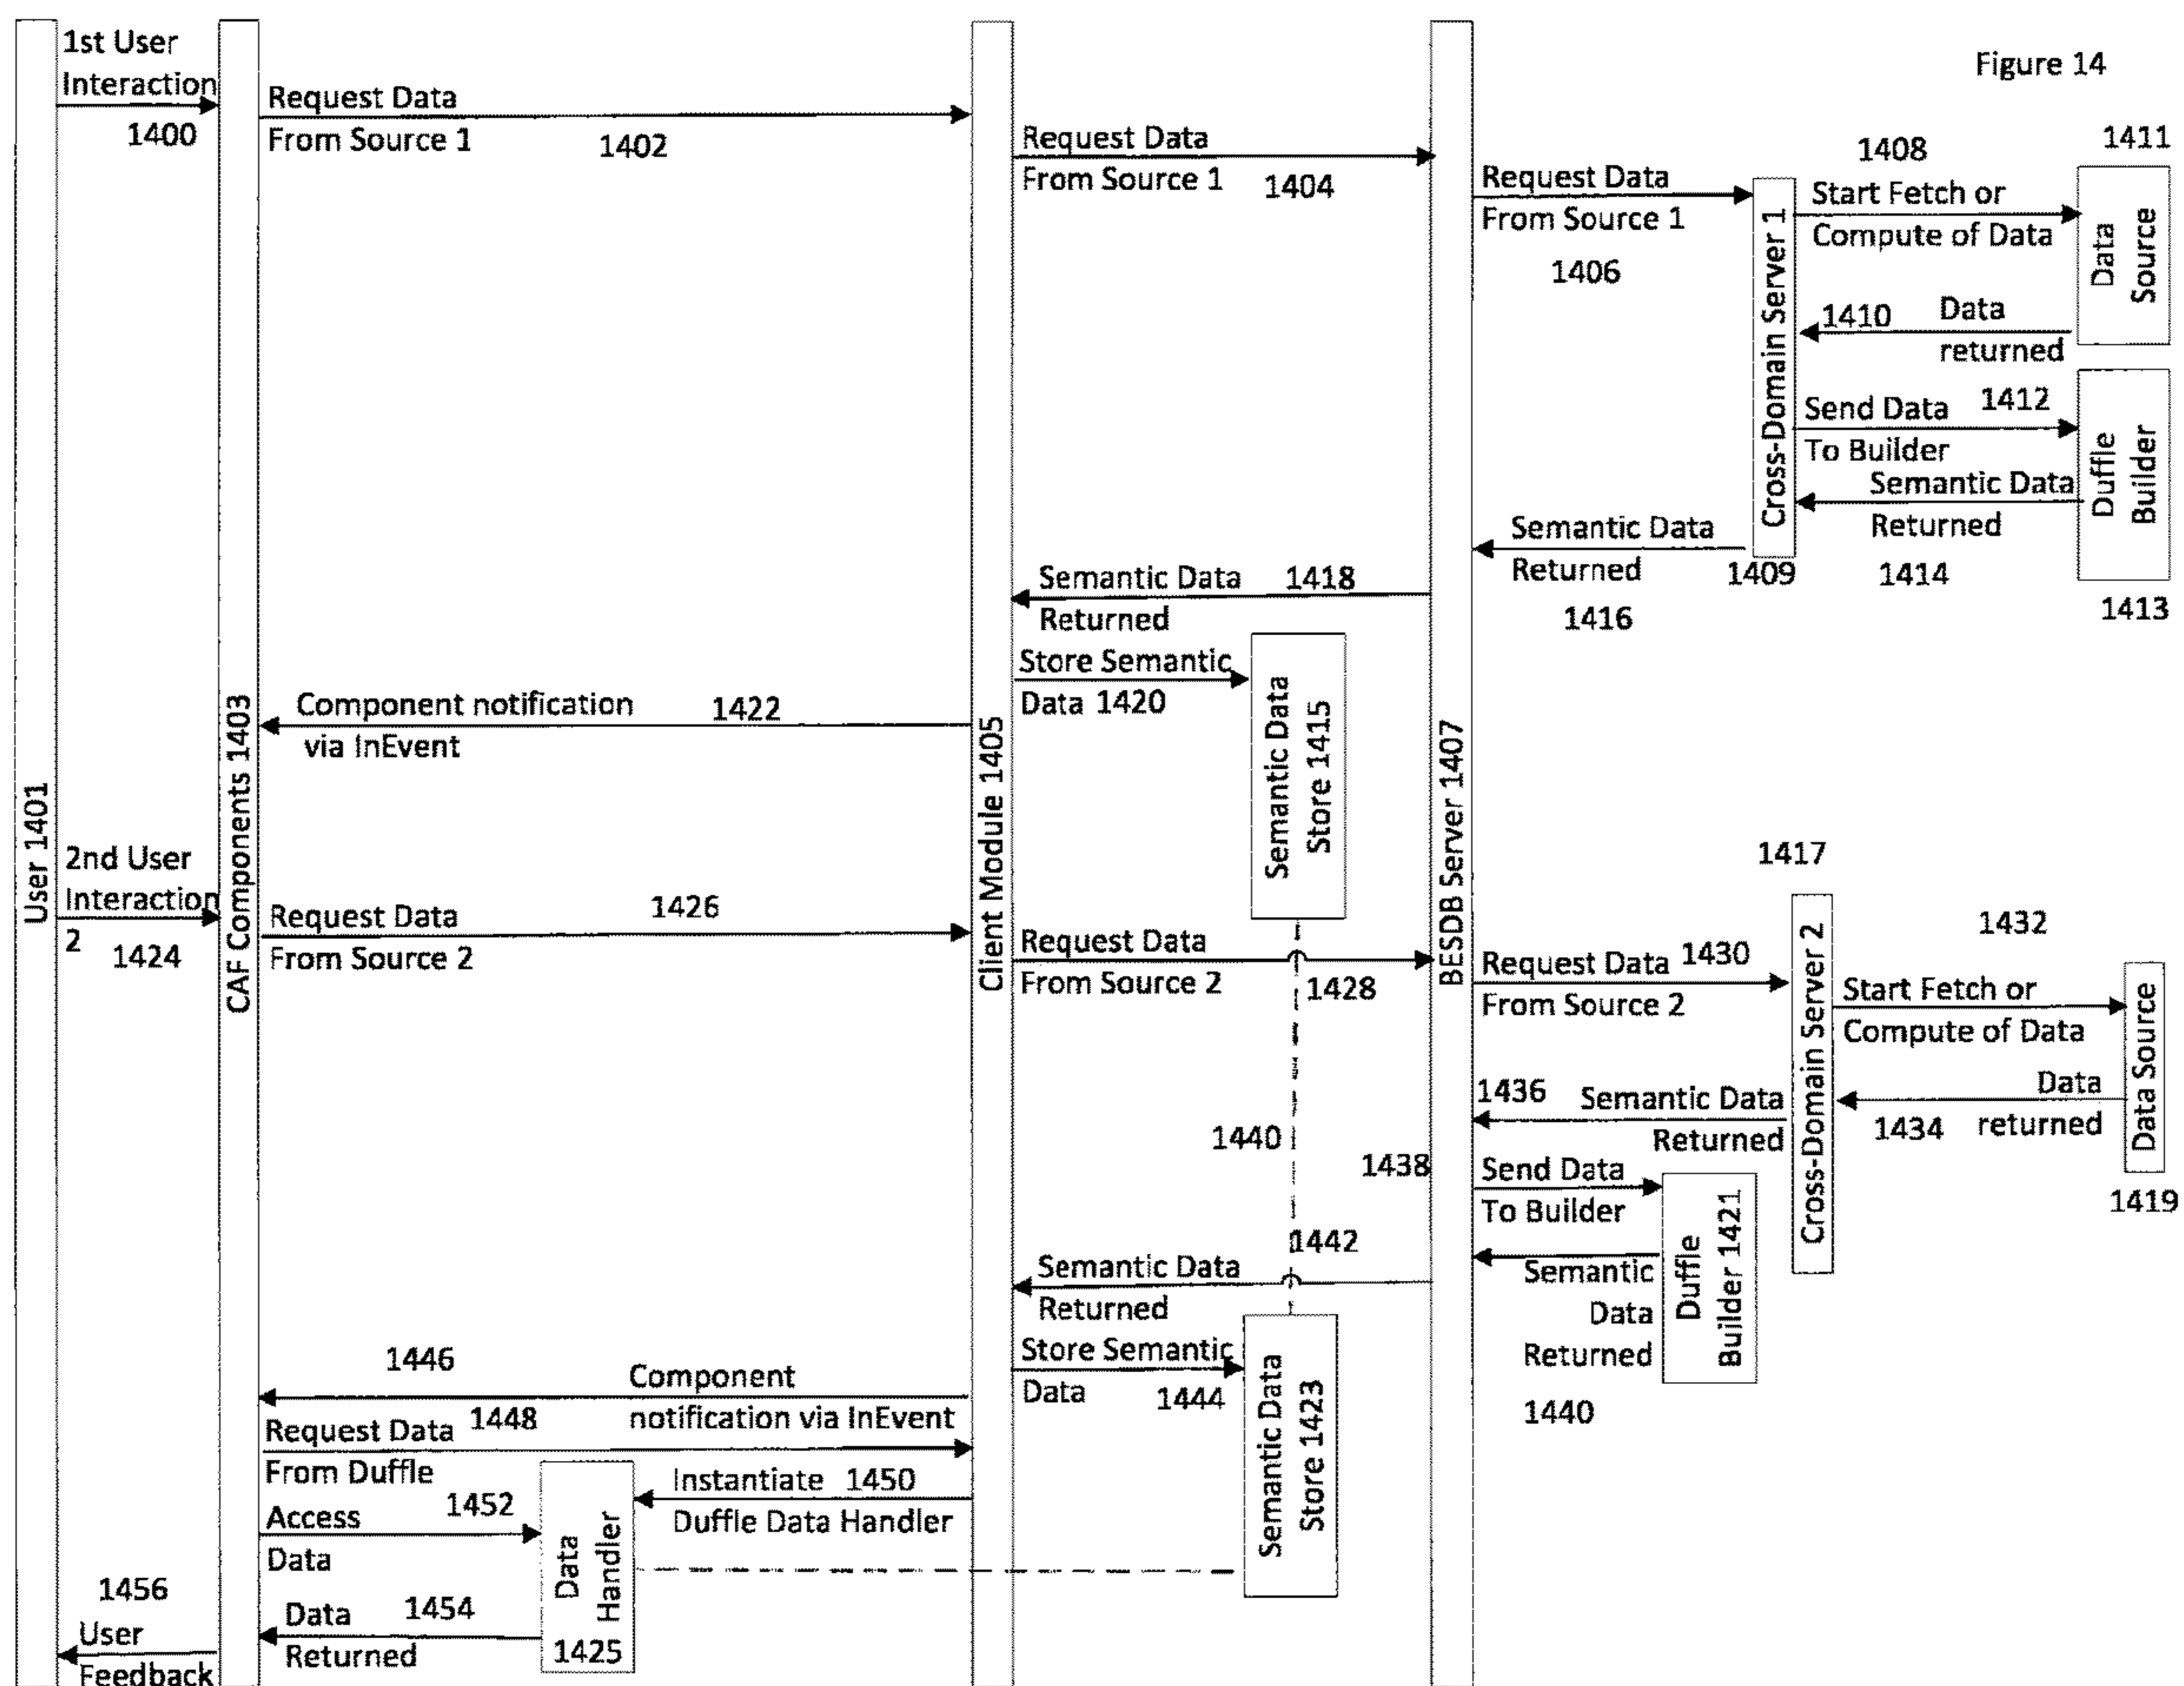 Figure 14
1st User
Interaction
1400
Request Data
From Source 1
1402
Request Data
From Source 1
1404
Request Data
From Source 1
1406
1408
Start Fetch or
Compute of Data
1411
Data
Source
1410
Data
returned
Cross-Domain Server 1
1409
Send Data
1412
To Builder
Duffle
Builder
1413
Semantic Data
Returned
1414
Semantic Data
Returned
1416
Semantic Data
1418
Returned
Store Semantic
Data 1420
Semantic Data
Store 1415
Component notification
1422
via InEvent
User 1401
CAF Components 1403
Client Module 1405
BESDB Server 1407
2nd User
Interaction
2
1424
Request Data
1426
From Source 2
Request Data
From Source 2
1428
1417
Request Data
1430
From Source 2
Cross-Domain Server 2
1432
Start Fetch or
Compute of Data
Data Source
1419
Data
returned
1434
1436
Semantic Data
Returned
1440
1438
Send Data
To Builder
Duffle
Builder 1421
Semantic
Data
Returned
1440
1442
Semantic Data
Returned
Store Semantic
Data
1444
Semantic Data
Store 1423
1446
Component
notification via InEvent
1448
Request Data
From Duffle
Instantiate
1450
Duffle Data Handler
Access
1452
Data
Data
Handler
1425
Data
1454
Returned
1456
User
Feedback